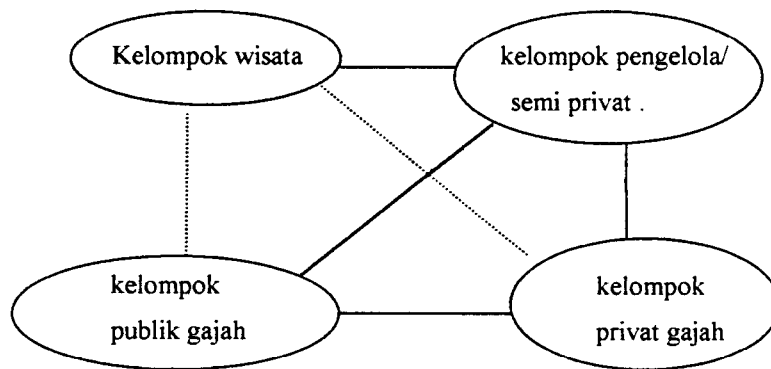 Kelompok wisata
kelompok pengelola/
semi privat .
kelompok
publik gajah
kelompok
privat gajah